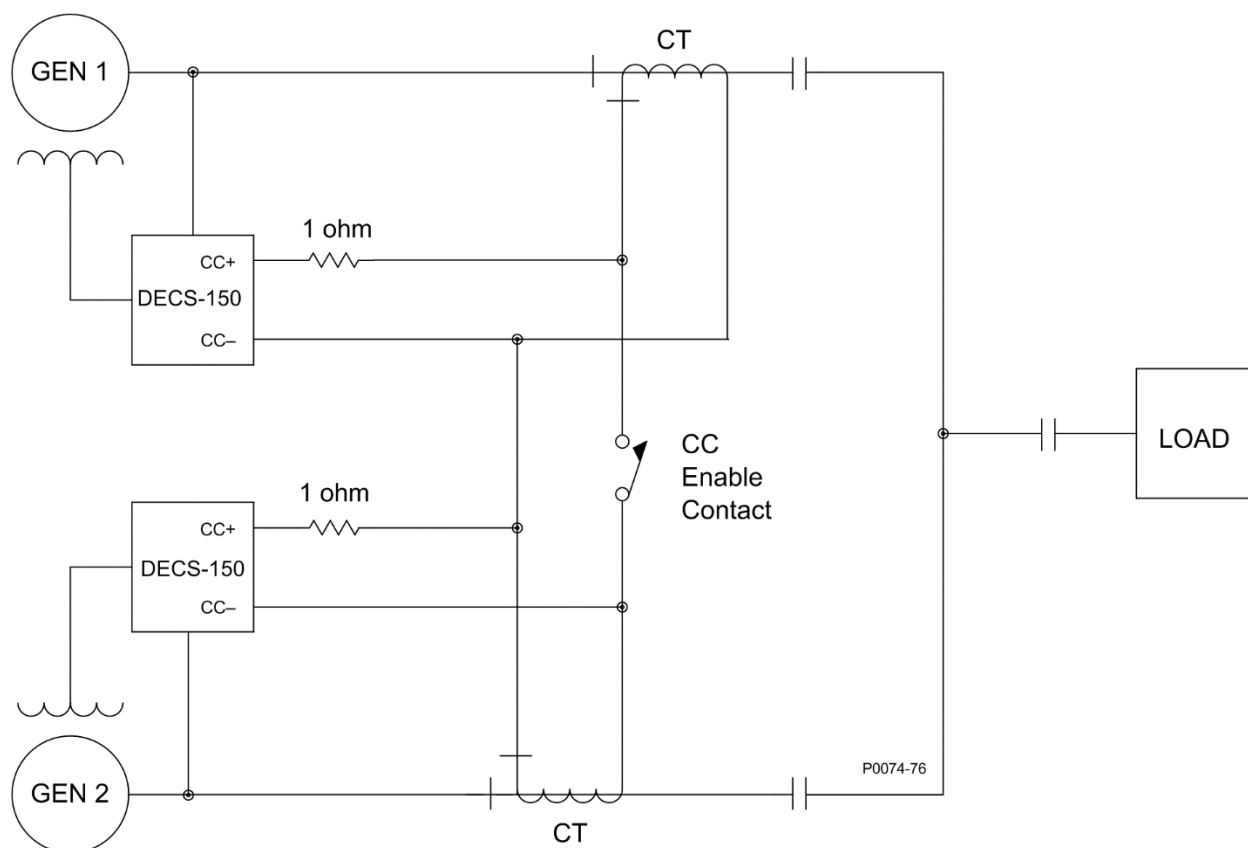 CT
GEN 1
1 ohm
CC+
DECS-150
CC–
CC
Enable
Contact
LOAD
1 ohm
CC+
DECS-150
CC–
P0074-76
GEN 2
CT